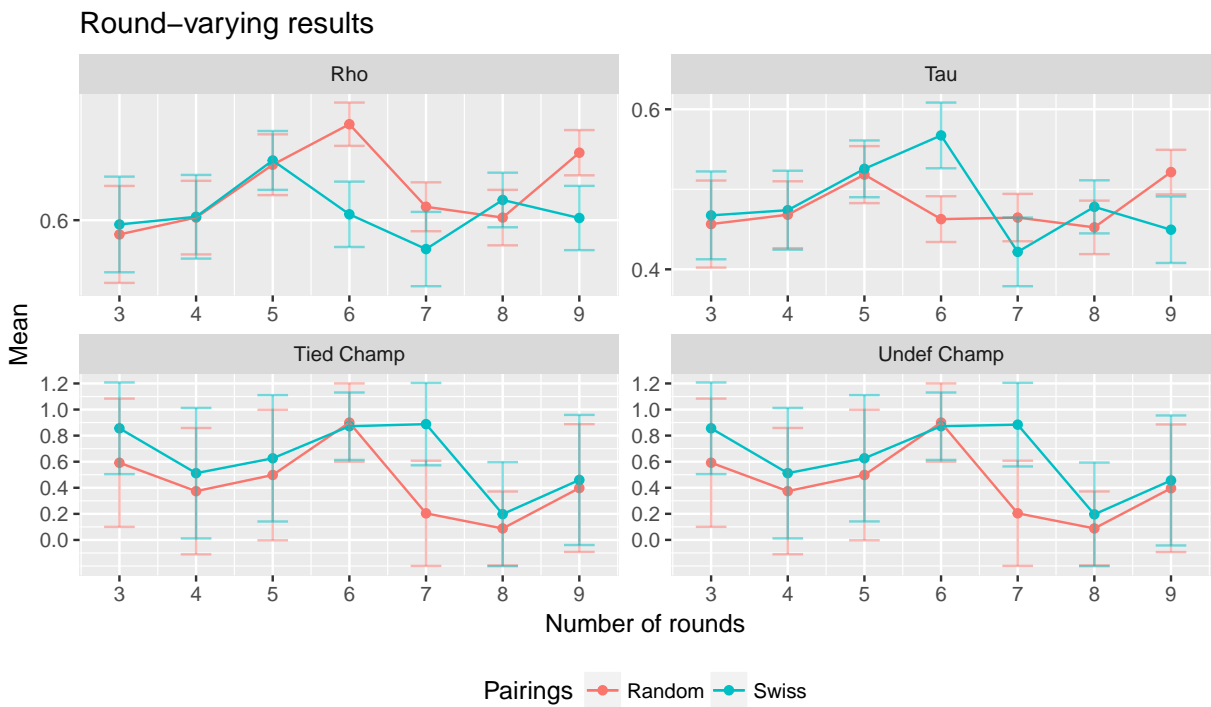 Round−varying results
Rho
Tau
0.6
0.6
0.4
3 4 5 6 7 8 9
3 4 5 6 7 8 9
Mean
Tied Champ
Undef Champ
1.2
1.0
0.8
0.6
0.4
0.2
0.0
1.2
1.0
0.8
0.6
0.4
0.2
0.0
3 4 5 6 7 8 9
3 4 5 6 7 8 9
Number of rounds
Pairings Random Swiss